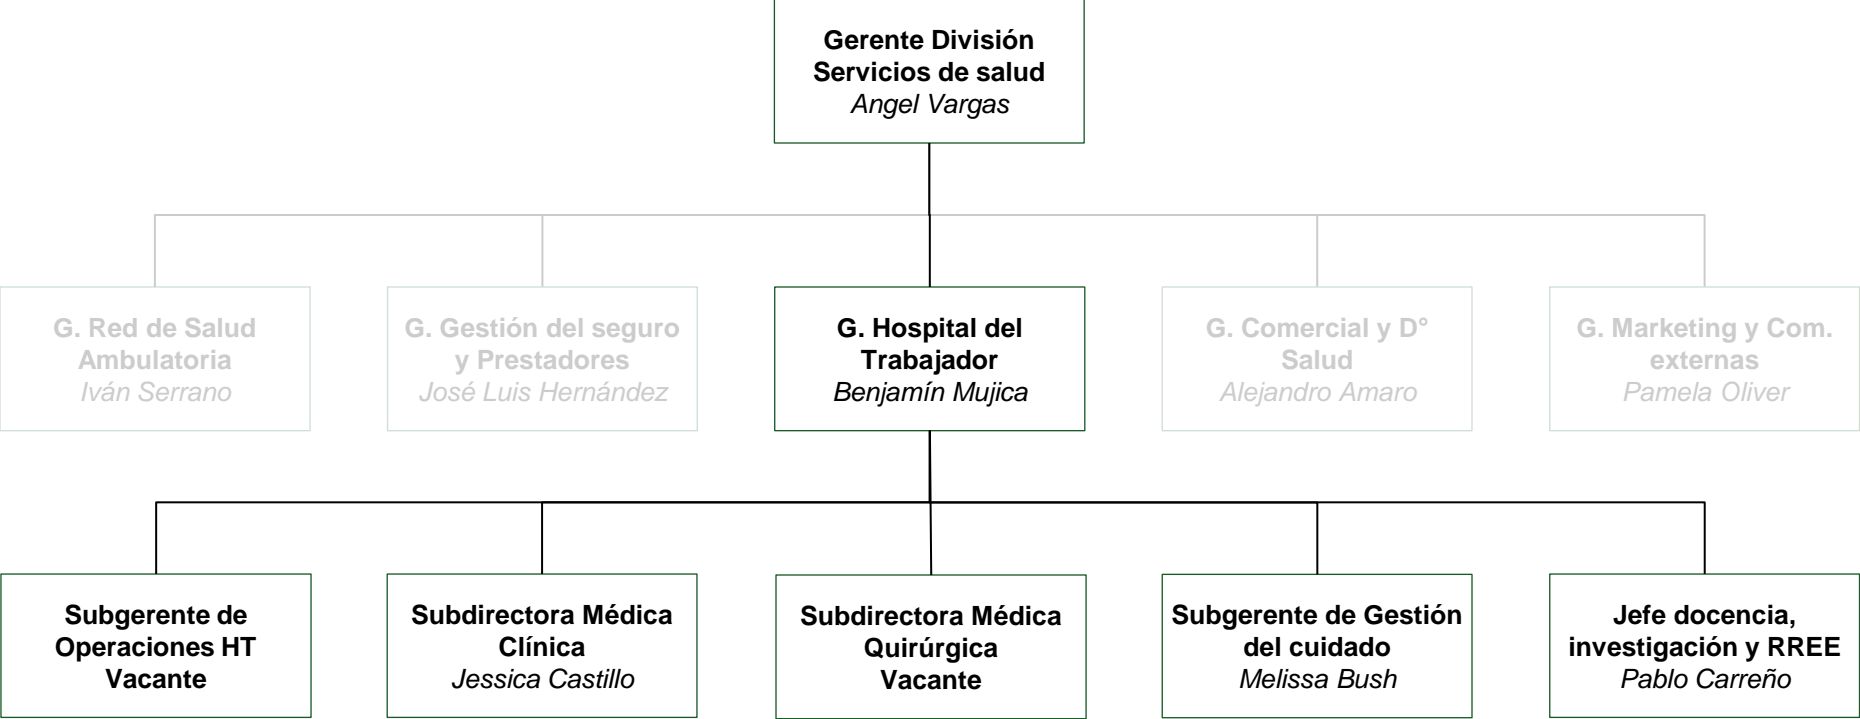 Gerente División
Servicios de salud
Angel Vargas
G. Red de Salud
Ambulatoria
Iván Serrano
G. Gestión del seguro
y Prestadores
José Luis Hernández
G. Hospital del
Trabajador
Benjamín Mujica
G. Comercial y D°
Salud
Alejandro Amaro
G. Marketing y Com.
externas
Pamela Oliver
Subgerente de
Operaciones HT
Vacante
Subdirectora Médica
Clínica
Jessica Castillo
Subdirectora Médica
Quirúrgica
Vacante
Subgerente de Gestión
del cuidado
Melissa Bush
Jefe docencia,
investigación y RREE
Pablo Carreño